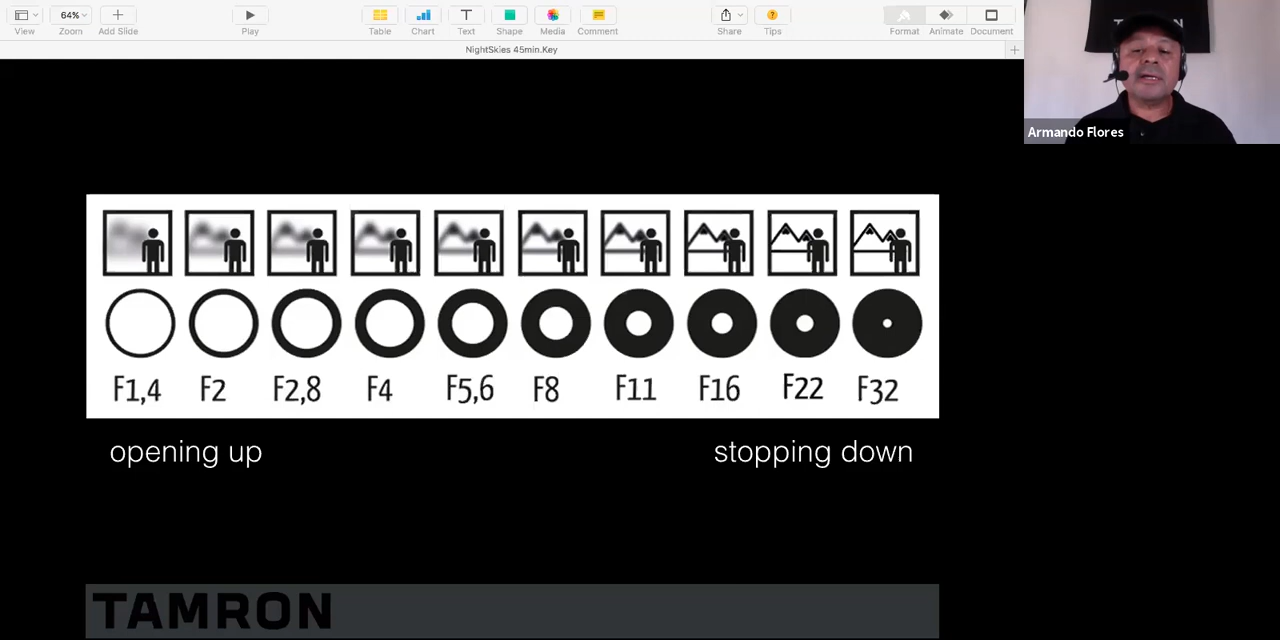 View
64%
Zoom
Add Slide
Play
Table
Chart
Text
Shape
Media
Comment
Share
Tips
Format
Animate
Document
NightSkies 45min.Key
TAMRON
Armando Flores
F1,4 F2 F2,8 F4 F5,6 F8 F11 F16 F22 F32
opening up stopping down
TAMRON